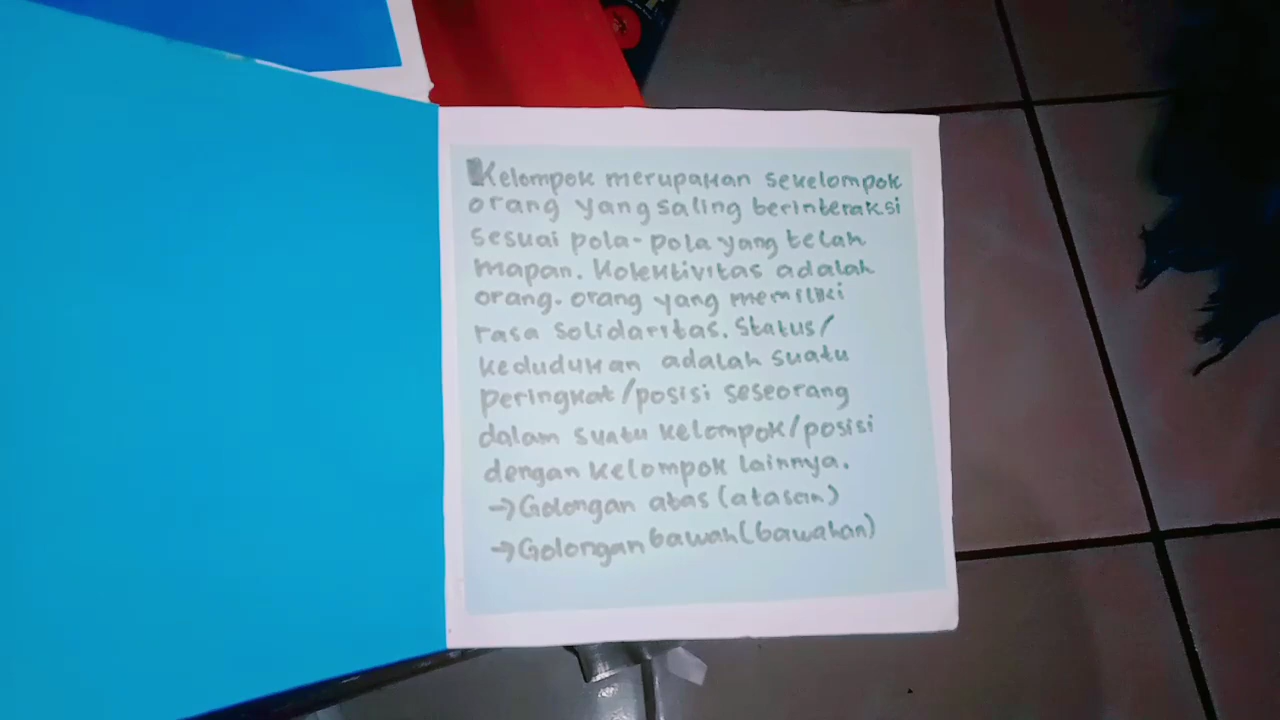 Kelompok merupakan sekelompok
orang yang saling berinteraksi
sesuai pola-pola yang telah
mapan. Kolektivitas adalah
orang-orang yang memiliki
rasa solidaritas. Status/
kedudukan adalah suatu
peringkat/posisi seseorang
dalam suatu kelompok/posisi
dengan kelompok lainnya.
→Golongan atas (atasan)
→Golongan bawah (bawahan)